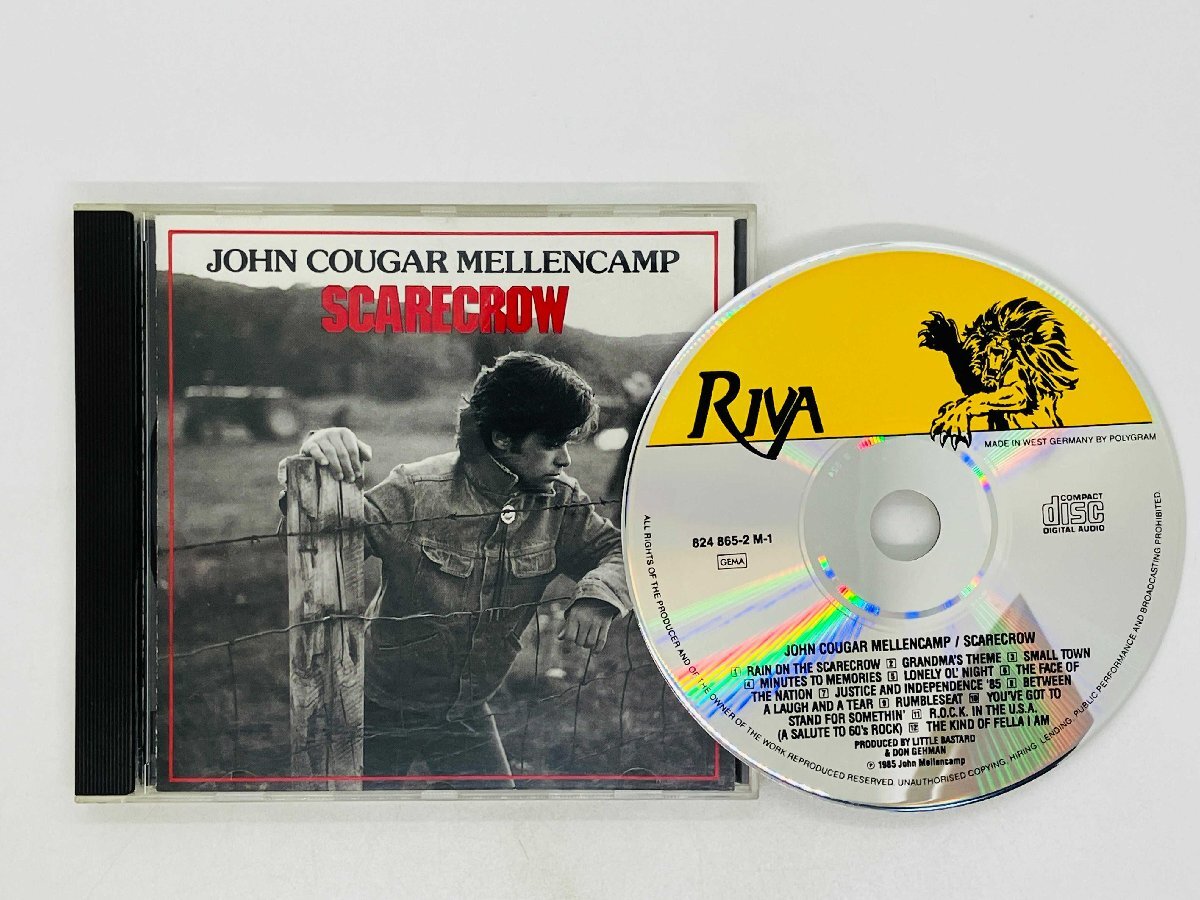 JOHN COUGAR MELLENCAMP
SCARECROW
RIVA
MADE IN WEST GERMANY BY POLYGRAM
824 865-2 M-1
GEMA
COMPACT
disc
DIGITAL AUDIO
JOHN COUGAR MELLENCAMP / SCARECROW
1 RAIN ON THE SCARECROW 2 GRANDMA'S THEME 3 SMALL TOWN
4 MINUTES TO MEMORIES 5 LONELY OL' NIGHT 6 THE FACE OF
THE NATION 7 JUSTICE AND INDEPENDENCE '85 8 BETWEEN
A LAUGH AND A TEAR 9 RUMBLESEAT 10 YOU'VE GOT TO
STAND FOR SOMETHIN' 11 R.O.C.K. IN THE U.S.A.
(A SALUTE TO 60's ROCK) 12 THE KIND OF FELLA I AM
PRODUCED BY LITTLE BASTARD
& DON GEHMAN
℗ 1985 John Mellencamp
ALL RIGHTS OF THE PRODUCER AND OF THE OWNER OF THE WORK REPRODUCED RESERVED. UNAUTHORISED COPYING, HIRING, LENDING, PUBLIC PERFORMANCE AND BROADCASTING PROHIBITED.